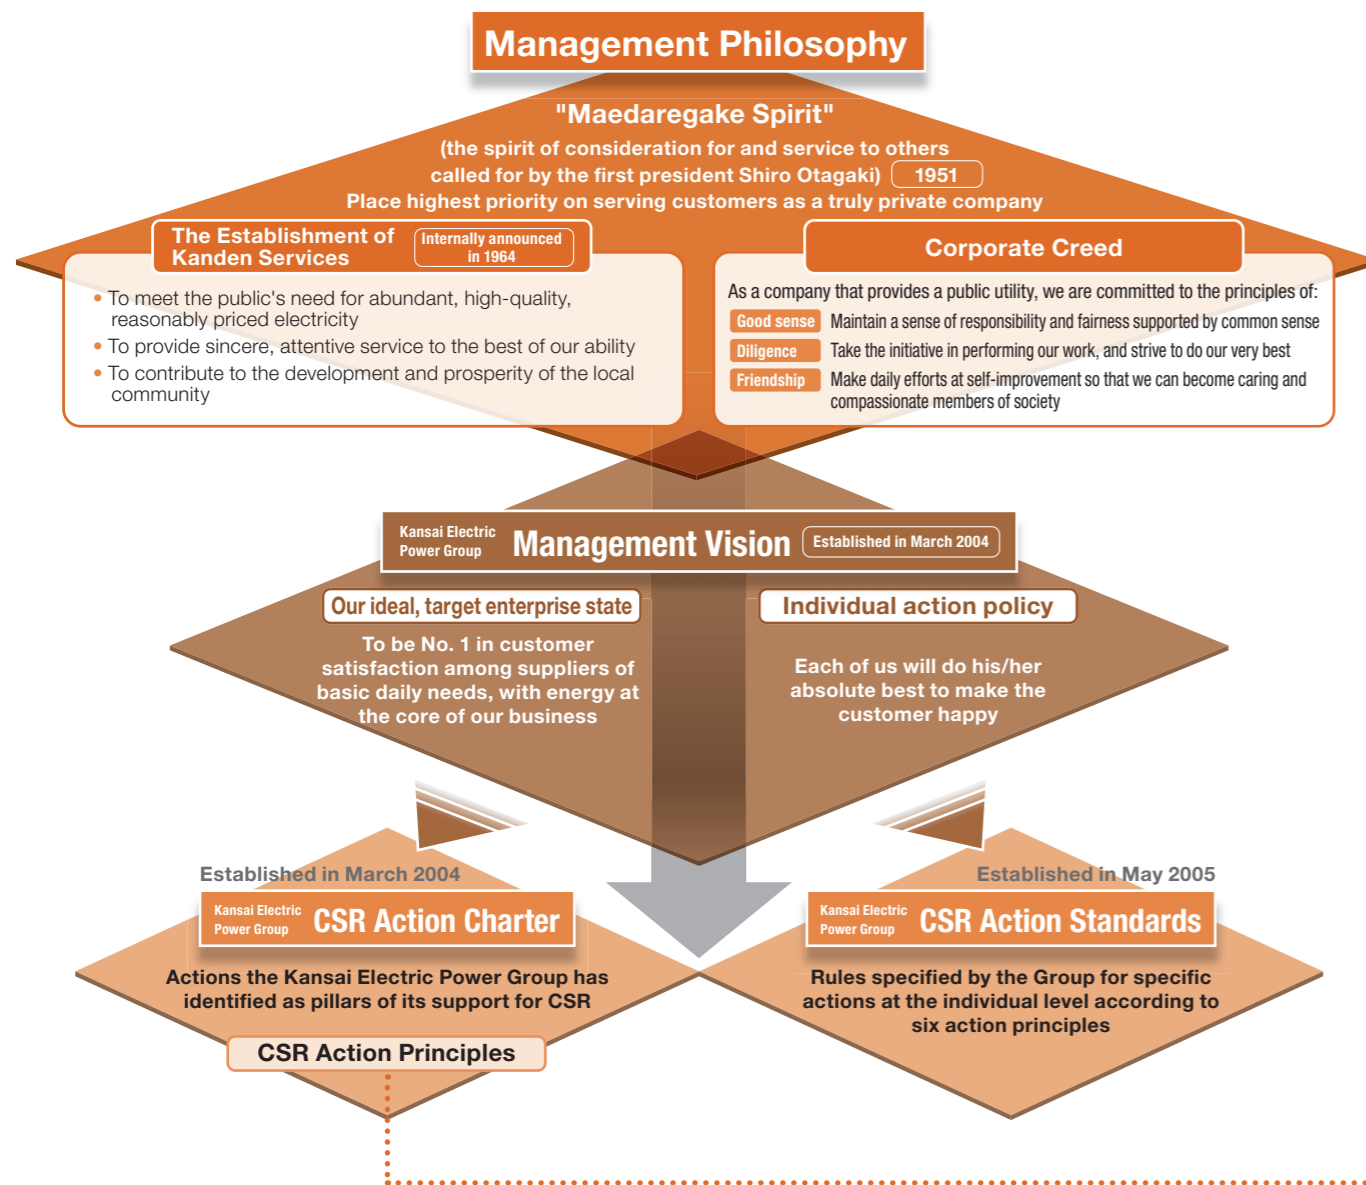 Management Philosophy
"Maedaregake Spirit"
(the spirit of consideration for and service to others
called for by the first president Shiro Otagaki) 1951
Place highest priority on serving customers as a truly private company
The Establishment of
Kanden Services
Internally announced
in 1964
• To meet the public's need for abundant, high-quality,
reasonably priced electricity
• To provide sincere, attentive service to the best of our ability
• To contribute to the development and prosperity of the local
community
Corporate Creed
As a company that provides a public utility, we are committed to the principles of:
Good sense Maintain a sense of responsibility and fairness supported by common sense
Diligence Take the initiative in performing our work, and strive to do our very best
Friendship Make daily efforts at self-improvement so that we can become caring and
compassionate members of society
Kansai Electric
Power Group
Management Vision
Established in March 2004
Our ideal, target enterprise state
To be No. 1 in customer
satisfaction among suppliers of
basic daily needs, with energy at
the core of our business
Individual action policy
Each of us will do his/her
absolute best to make the
customer happy
Established in March 2004
Kansai Electric
Power Group
CSR Action Charter
Actions the Kansai Electric Power Group has
identified as pillars of its support for CSR
CSR Action Principles
Established in May 2005
Kansai Electric
Power Group
CSR Action Standards
Rules specified by the Group for specific
actions at the individual level according to
six action principles